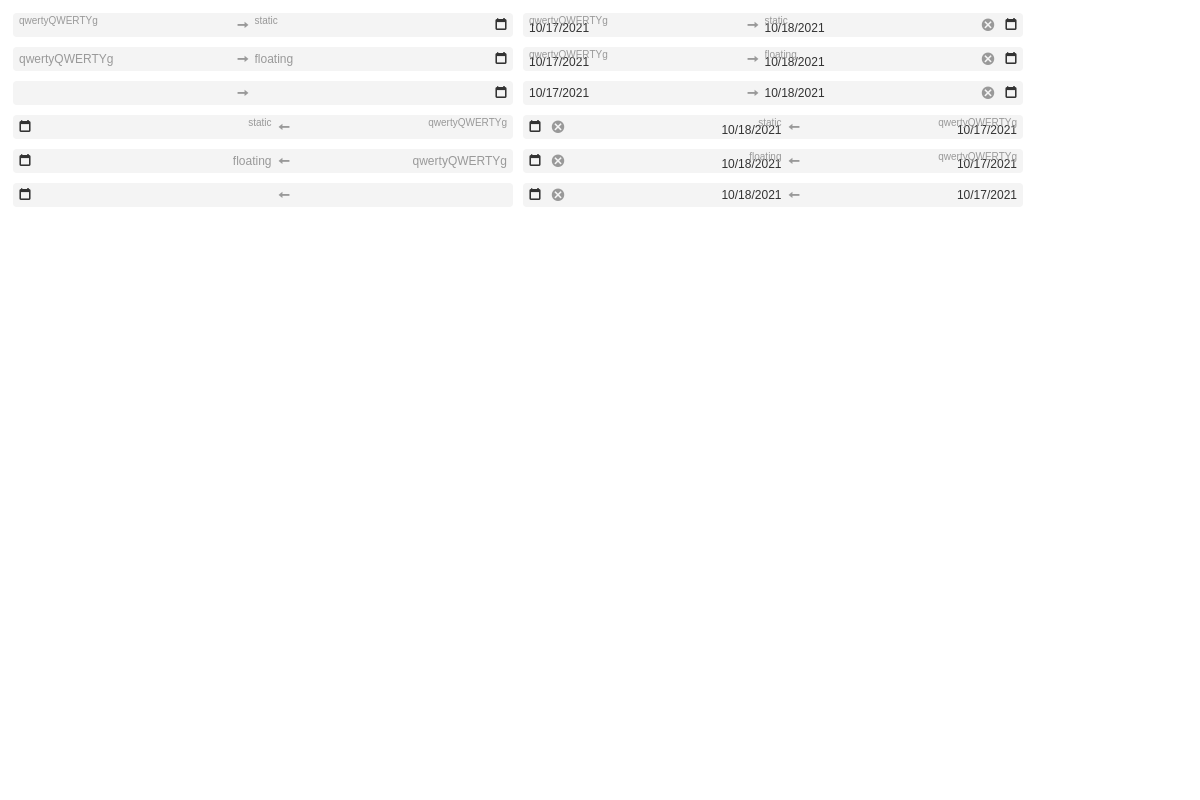 qwertyQWERTYg static qwertyQWERTYg static
10/17/2021 10/18/2021
qwertyQWERTYg floating qwertyQWERTYg floating
10/17/2021 10/18/2021
10/17/2021 10/18/2021
static qwertyQWERTYg static qwertyQWERTYg
10/18/2021 10/17/2021
floating qwertyQWERTYg floating qwertyQWERTYg
10/18/2021 10/17/2021
10/18/2021 10/17/2021